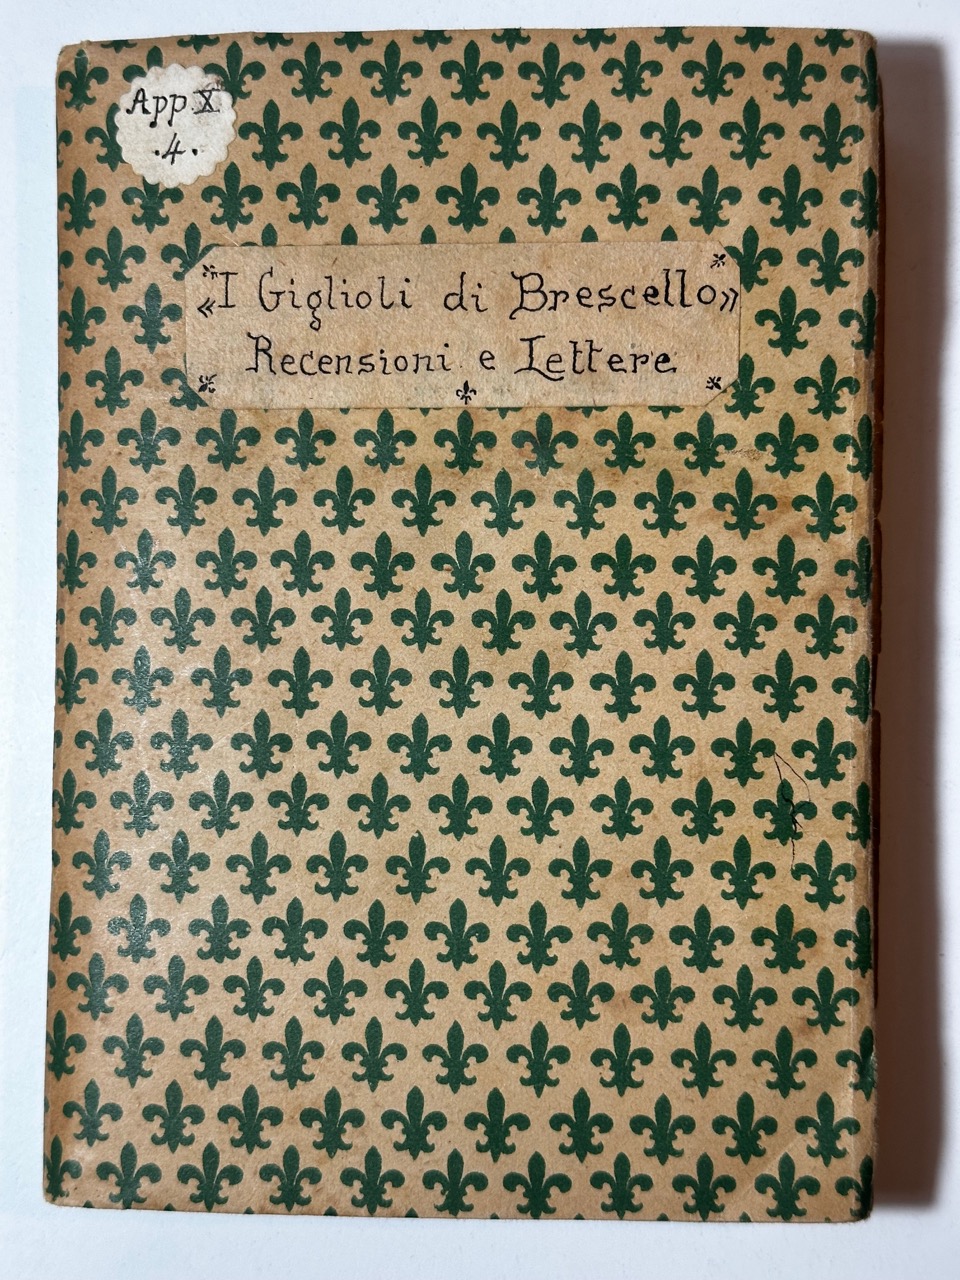 App X
.4.
«I Giglioli di Brescello»
Recensioni e Lettere